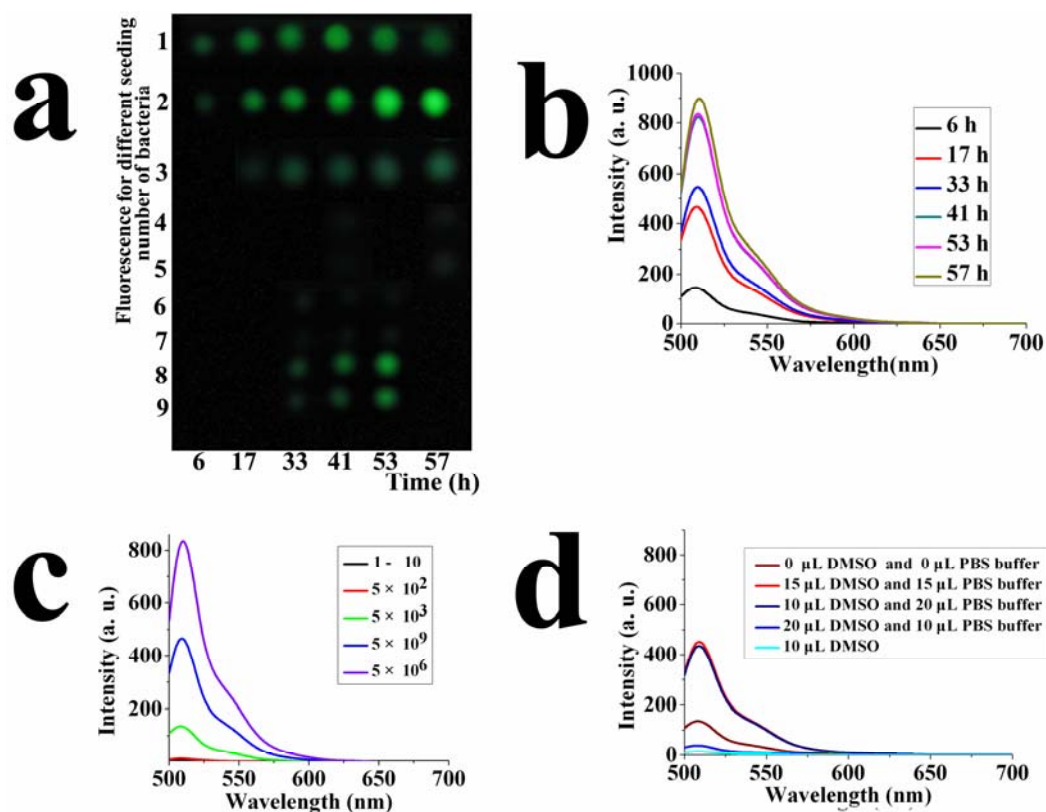 a
Fluorescence for different seeding
number of bacteria
1
2
3
4
5
6
7
8
9
6 17 33 41 53 57
Time (h)
b
Intensity (a. u.)
1000
800
600
400
200
0
500 550 600 650 700
Wavelength(nm)
6 h
17 h
33 h
41 h
53 h
57 h
c
Intensity (a. u.)
800
600
400
200
500 550 600 650 700
Wavelength (nm)
1 - 10
5 × 10²
5 × 10³
5 × 10⁹
5 × 10⁶
d
Intensity (a. u.)
800
600
400
200
0
500 550 600 650 700
Wavelength (nm)
0 µL DMSO and 0 µL PBS buffer
15 µL DMSO and 15 µL PBS buffer
10 µL DMSO and 20 µL PBS buffer
20 µL DMSO and 10 µL PBS buffer
10 µL DMSO